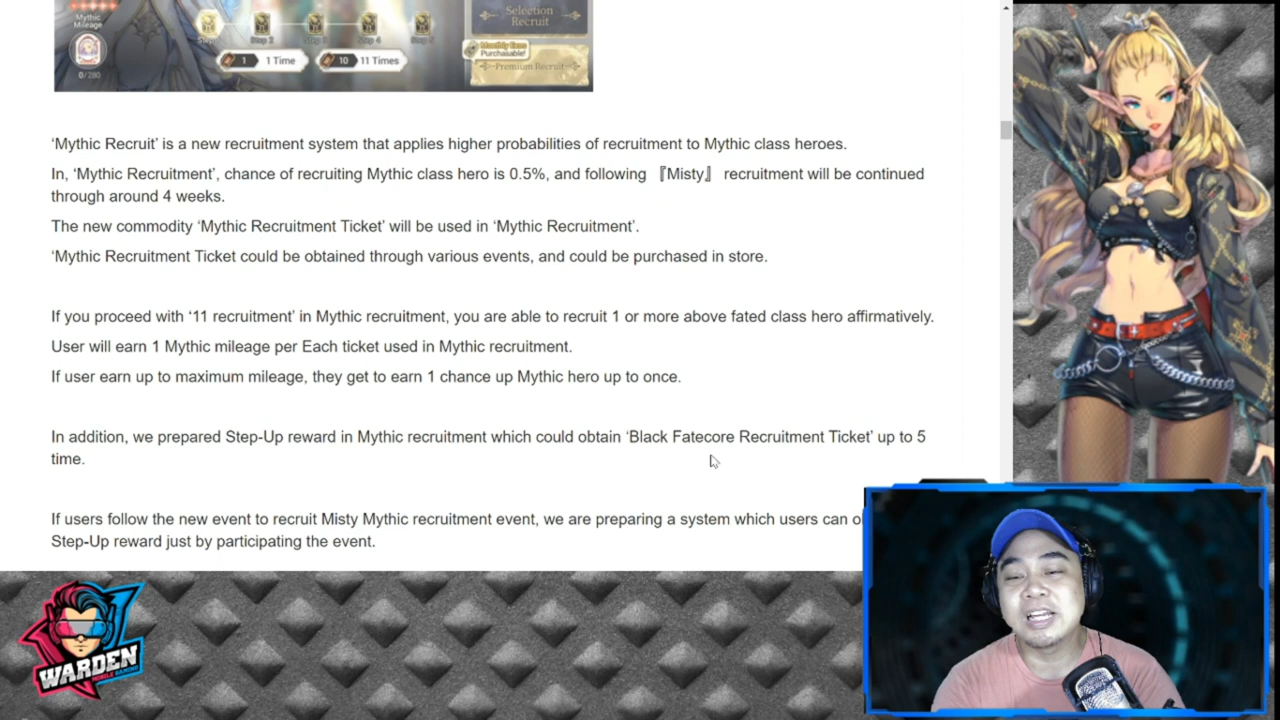 Mythic
Mileage
0/280
Step 2
1 1 Time
10 11 Times
Selection
Recruit
Purchasable!
Premium Recruit
‘Mythic Recruit’ is a new recruitment system that applies higher probabilities of recruitment to Mythic class heroes.
In, ‘Mythic Recruitment’, chance of recruiting Mythic class hero is 0.5%, and following 『Misty』 recruitment will be continued
through around 4 weeks.
The new commodity ‘Mythic Recruitment Ticket’ will be used in ‘Mythic Recruitment’.
‘Mythic Recruitment Ticket could be obtained through various events, and could be purchased in store.
If you proceed with ‘11 recruitment’ in Mythic recruitment, you are able to recruit 1 or more above fated class hero affirmatively.
User will earn 1 Mythic mileage per Each ticket used in Mythic recruitment.
If user earn up to maximum mileage, they get to earn 1 chance up Mythic hero up to once.
In addition, we prepared Step-Up reward in Mythic recruitment which could obtain ‘Black Fatecore Recruitment Ticket’ up to 5
time.
If users follow the new event to recruit Misty Mythic recruitment event, we are preparing a system which users can o
Step-Up reward just by participating the event.
WARDEN
MOBILE GAMING